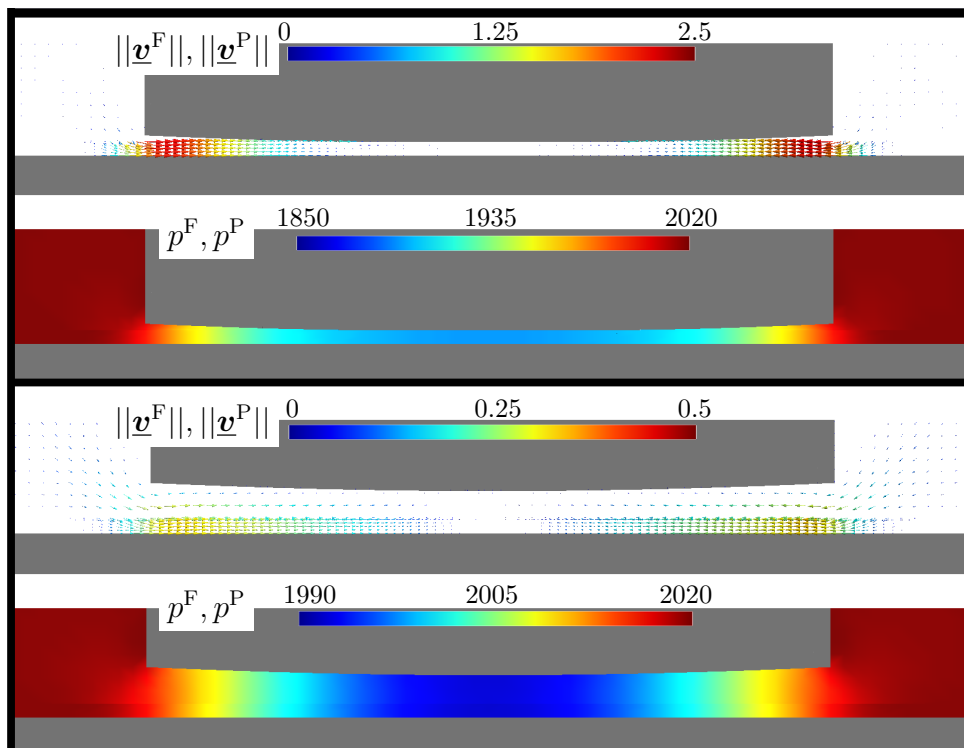 0 1.25 2.5
||v^F||, ||v^P||
1850 1935 2020
p^F, p^P
0 0.25 0.5
||v^F||, ||v^P||
1990 2005 2020
p^F, p^P